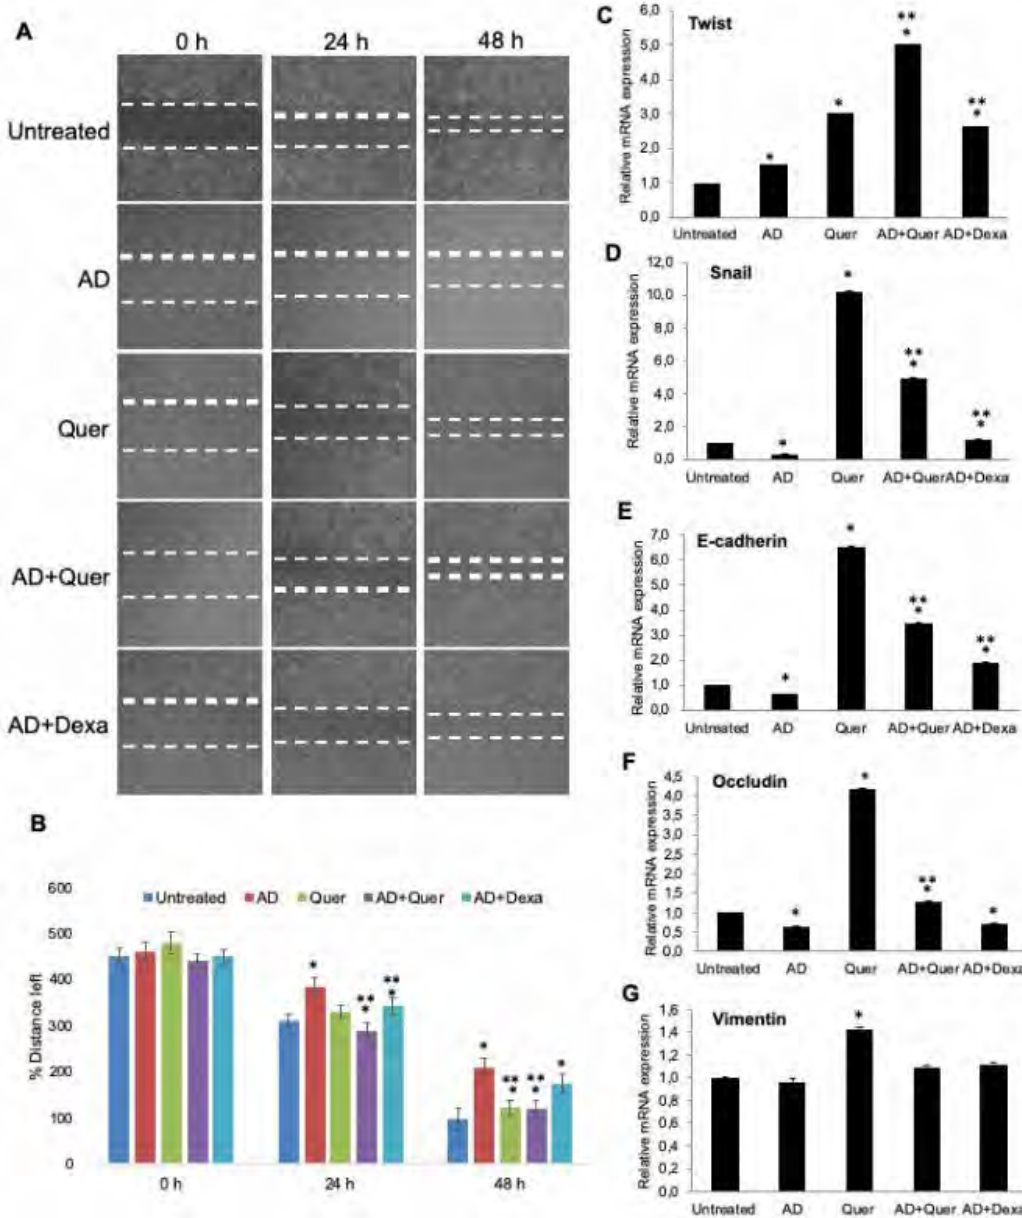 A
0 h 24 h 48 h
Untreated
AD
Quer
AD+Quer
AD+Dexa
B
% Distance left
600
500
400
300
200
100
0
Untreated AD Quer AD+Quer AD+Dexa
* ** * ** *
* ** * ** * *
0 h 24 h 48 h
C
Twist
Relative mRNA expression
6,0
5,0
4,0
3,0
2,0
1,0
0,0
* * ** * ** *
Untreated AD Quer AD+Quer AD+Dexa
D
Snail
Relative mRNA expression
12,0
10,0
8,0
6,0
4,0
2,0
0,0
* * ** * ** *
Untreated AD Quer AD+Quer AD+Dexa
E
E-cadherin
Relative mRNA expression
7,0
6,0
5,0
4,0
3,0
2,0
1,0
0,0
* * ** * ** *
Untreated AD Quer AD+Quer AD+Dexa
F
Occludin
Relative mRNA expression
4,5
4,0
3,5
3,0
2,5
2,0
1,5
1,0
0,5
0,0
* * ** * *
Untreated AD Quer AD+Quer AD+Dexa
G
Vimentin
Relative mRNA expression
1,6
1,4
1,2
1,0
0,8
0,6
0,4
0,2
0,0
*
Untreated AD Quer AD+Quer AD+Dexa